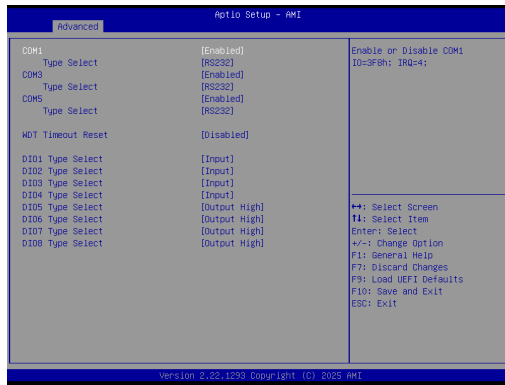 Aptio Setup – AMI
Advanced
COM1 [Enabled]
Type Select [RS232]
COM3 [Enabled]
Type Select [RS232]
COM5 [Enabled]
Type Select [RS232]
WDT Timeout Reset [Disabled]
DIO1 Type Select [Input]
DIO2 Type Select [Input]
DIO3 Type Select [Input]
DIO4 Type Select [Input]
DIO5 Type Select [Output High]
DIO6 Type Select [Output High]
DIO7 Type Select [Output High]
DIO8 Type Select [Output High]
Enable or Disable COM1
IO=3F8h; IRQ=4;
↔: Select Screen
↑↓: Select Item
Enter: Select
+/-: Change Option
F1: General Help
F7: Discard Changes
F9: Load UEFI Defaults
F10: Save and Exit
ESC: Exit
Version 2.22.1293 Copyright (C) 2025 AMI